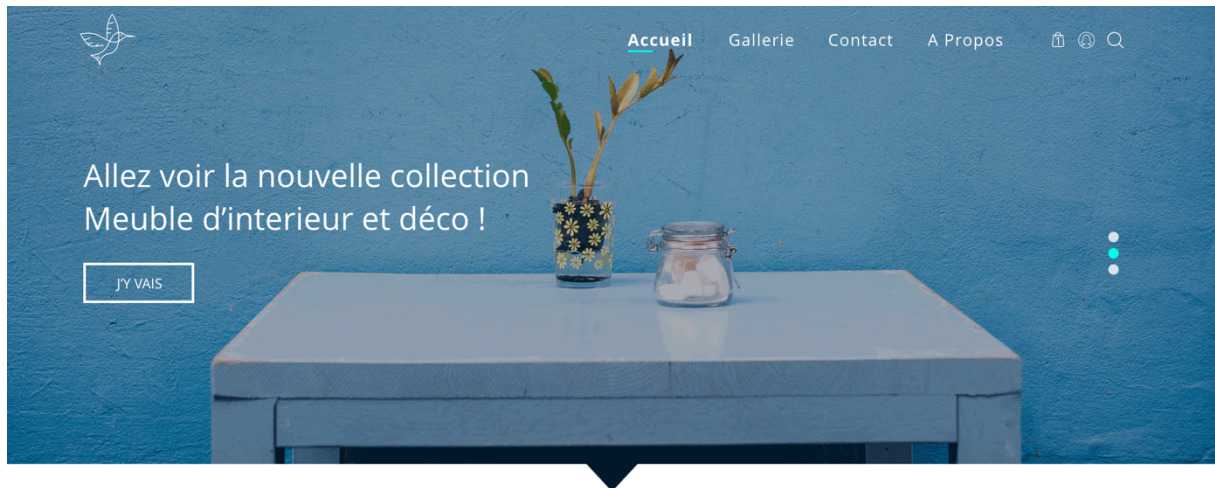 Accueil Gallerie Contact A Propos
Allez voir la nouvelle collection
Meuble d’interieur et déco !
J’Y VAIS